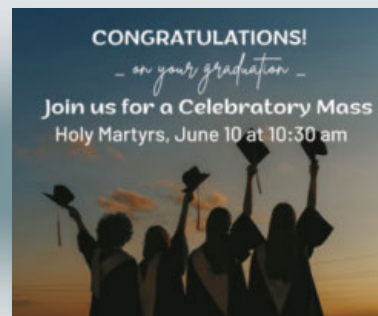 CONGRATULATIONS!
_ on your graduation _
Join us for a Celebratory Mass
Holy Martyrs, June 10 at 10:30 am